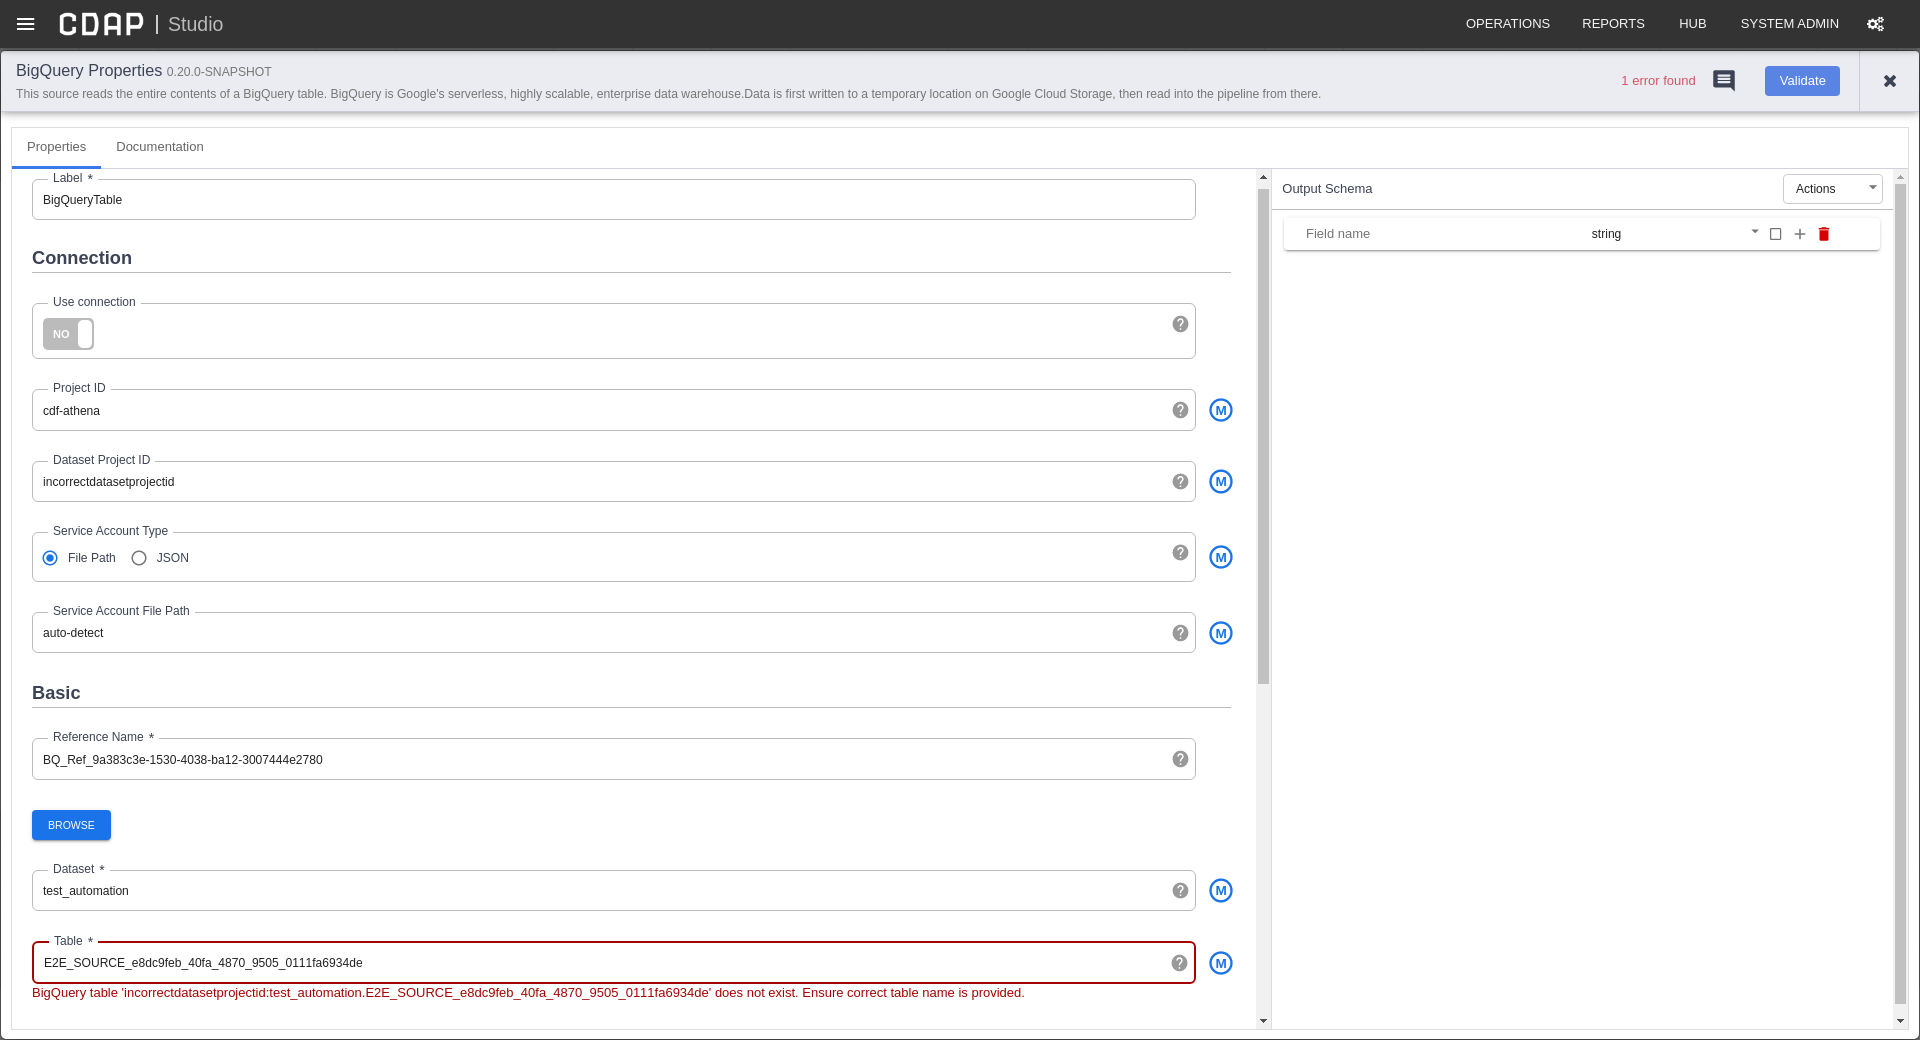 CDAP | Studio
OPERATIONS REPORTS HUB SYSTEM ADMIN
BigQuery Properties 0.20.0-SNAPSHOT
This source reads the entire contents of a BigQuery table. BigQuery is Google's serverless, highly scalable, enterprise data warehouse.Data is first written to a temporary location on Google Cloud Storage, then read into the pipeline from there.
1 error found
Validate
Properties Documentation
Label *
BigQueryTable
Connection
Use connection
NO
Project ID
cdf-athena
M
Dataset Project ID
incorrectdatasetprojectid
M
Service Account Type
File Path JSON
M
Service Account File Path
auto-detect
M
Basic
Reference Name *
BQ_Ref_9a383c3e-1530-4038-ba12-3007444e2780
BROWSE
Dataset *
test_automation
M
Table *
E2E_SOURCE_e8dc9feb_40fa_4870_9505_0111fa6934de
M
BigQuery table 'incorrectdatasetprojectid:test_automation.E2E_SOURCE_e8dc9feb_40fa_4870_9505_0111fa6934de' does not exist. Ensure correct table name is provided.
Output Schema
Actions
Field name string